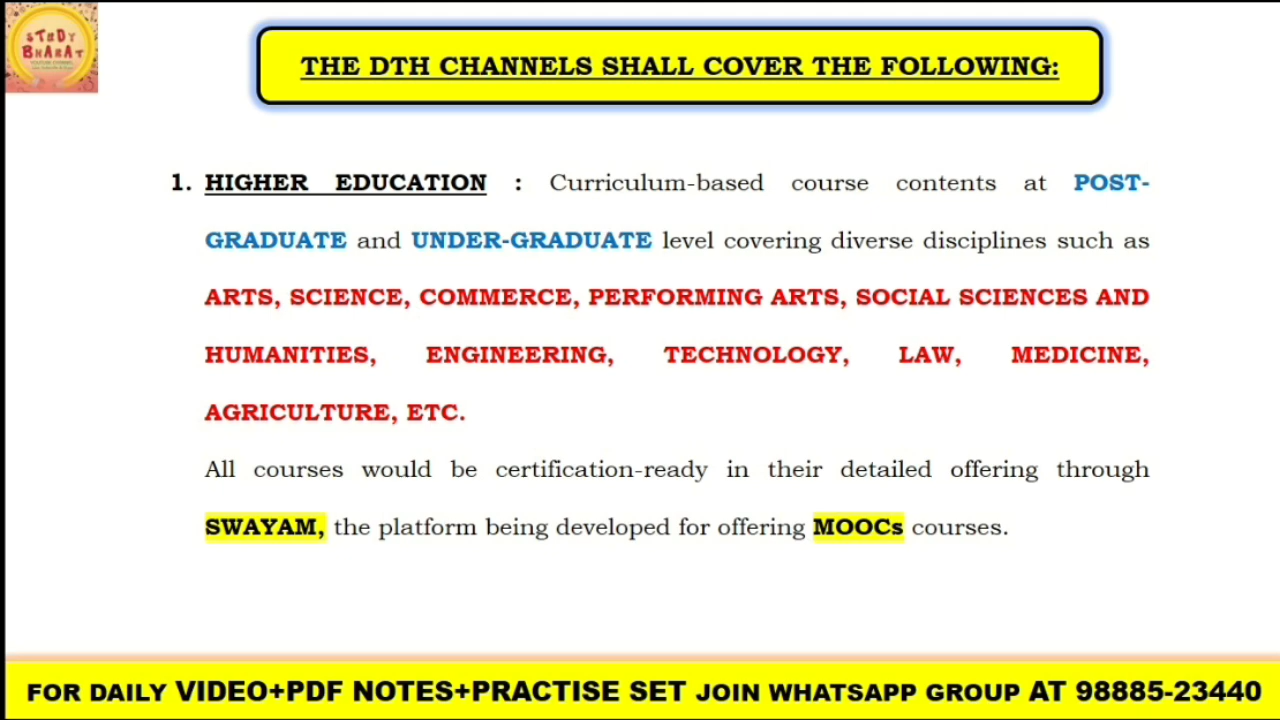 STUDY
BHARAT
THE DTH CHANNELS SHALL COVER THE FOLLOWING:
1. HIGHER EDUCATION : Curriculum-based course contents at POST-
GRADUATE and UNDER-GRADUATE level covering diverse disciplines such as
ARTS, SCIENCE, COMMERCE, PERFORMING ARTS, SOCIAL SCIENCES AND
HUMANITIES, ENGINEERING, TECHNOLOGY, LAW, MEDICINE,
AGRICULTURE, ETC.
All courses would be certification-ready in their detailed offering through
SWAYAM, the platform being developed for offering MOOCs courses.
FOR DAILY VIDEO+PDF NOTES+PRACTISE SET JOIN WHATSAPP GROUP AT 98885-23440